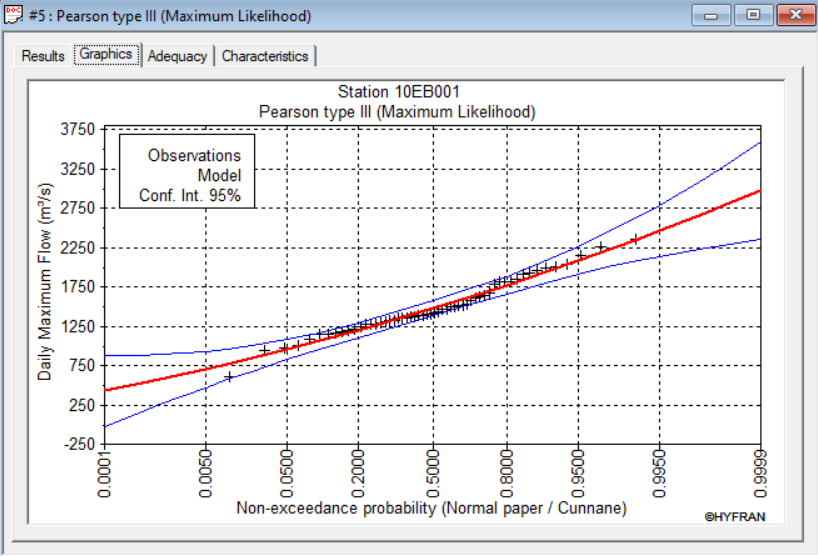 #5 : Pearson type III (Maximum Likelihood)
Results Graphics Adequacy Characteristics
Station 10EB001
Pearson type III (Maximum Likelihood)
Observations
Model
Conf. Int. 95%
Daily Maximum Flow (m³/s)
3750
3250
2750
2250
1750
1250
750
250
-250
0.0001 0.0050 0.0500 0.2000 0.5000 0.8000 0.9500 0.9950 0.9999
Non-exceedance probability (Normal paper / Cunnane)
©HYFRAN